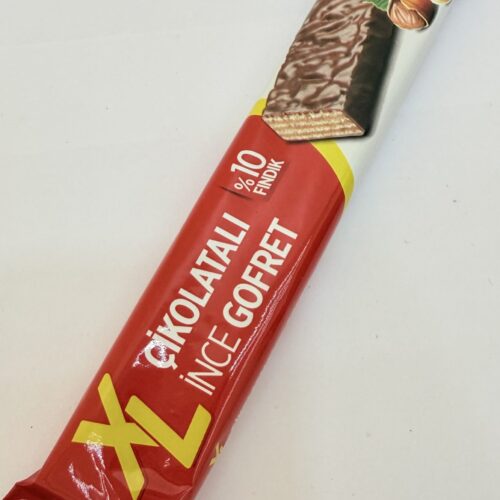 %10
FINDIK
XL
ÇİKOLATALI
İNCE GOFRET